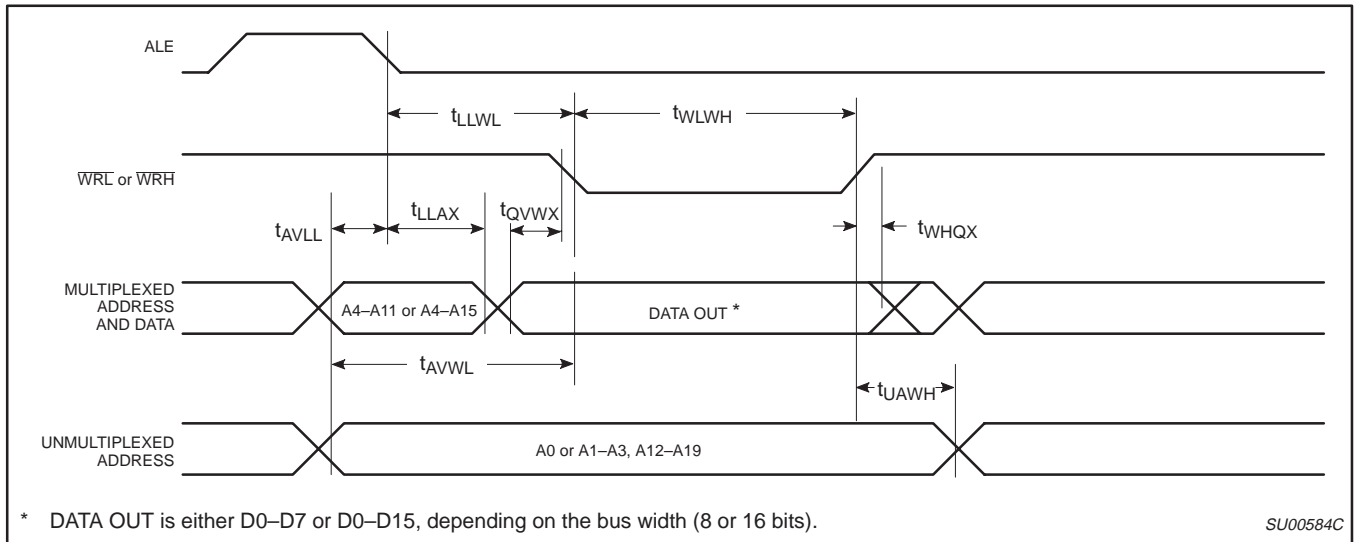 ALE
tLLWL
tWLWH
WRL or WRH
tAVLL
tLLAX
tQVWX
tWHQX
MULTIPLEXED
ADDRESS
AND DATA
A4–A11 or A4–A15
DATA OUT *
tAVWL
tUAWH
UNMULTIPLEXED
ADDRESS
A0 or A1–A3, A12–A19
* DATA OUT is either D0–D7 or D0–D15, depending on the bus width (8 or 16 bits).
SU00584C